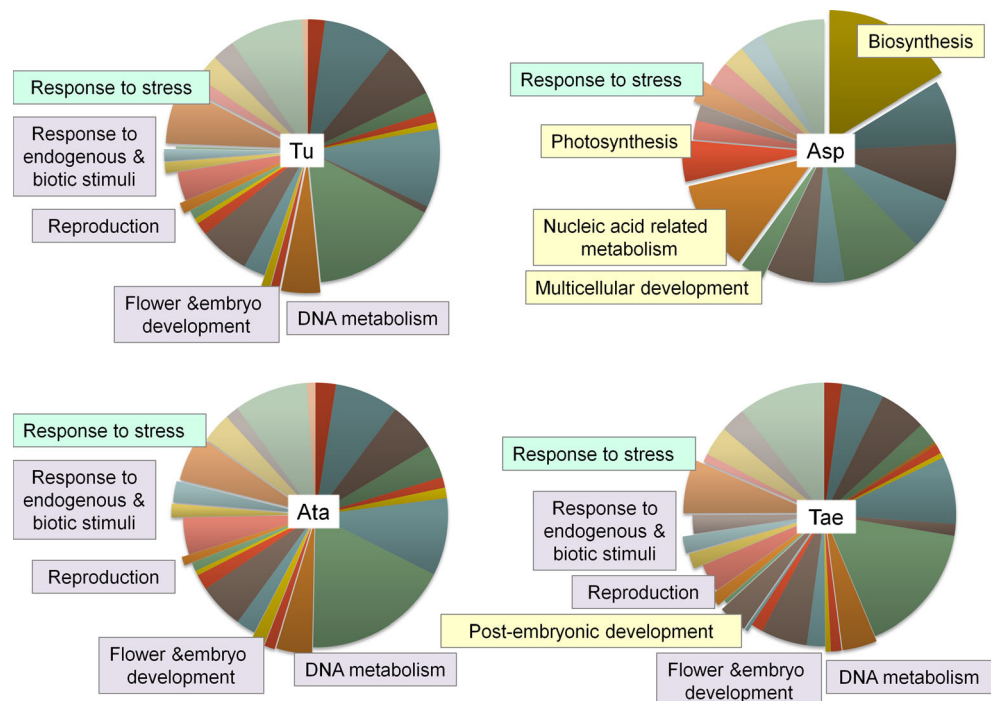 Response to stress
Response to
endogenous &
biotic stimuli
Reproduction
Flower &embryo
development
DNA metabolism
Tu
Biosynthesis
Response to stress
Photosynthesis
Nucleic acid related
metabolism
Multicellular development
Asp
Response to stress
Response to
endogenous &
biotic stimuli
Reproduction
Flower &embryo
development
DNA metabolism
Ata
Response to stress
Response to
endogenous &
biotic stimuli
Reproduction
Post-embryonic development
Flower &embryo
development
DNA metabolism
Tae